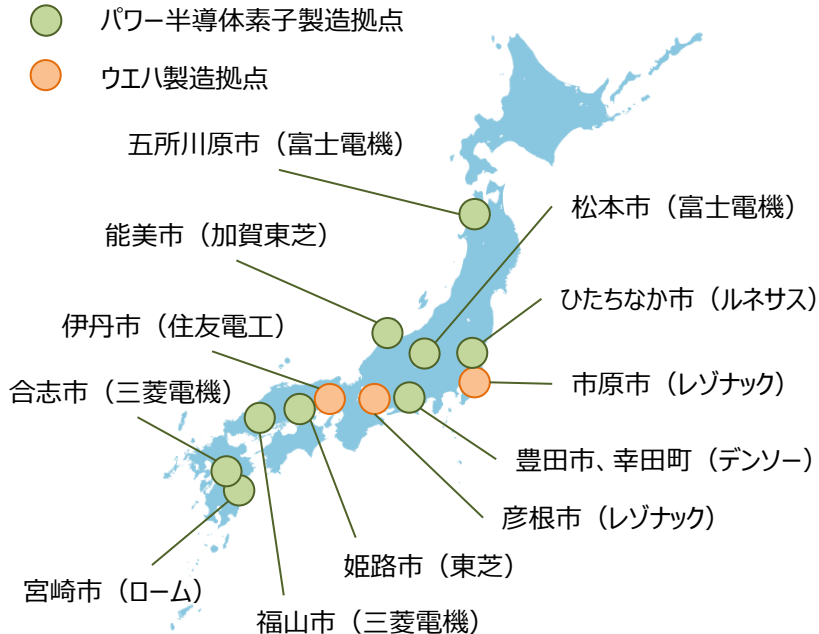 パワー半導体素子製造拠点
ウエハ製造拠点
五所川原市（富士電機）
松本市（富士電機）
能美市（加賀東芝）
ひたちなか市（ルネサス）
伊丹市（住友電工）
市原市（レゾナック）
合志市（三菱電機）
豊田市、幸田町（デンソー）
彦根市（レゾナック）
姫路市（東芝）
宮崎市（ローム）
福山市（三菱電機）